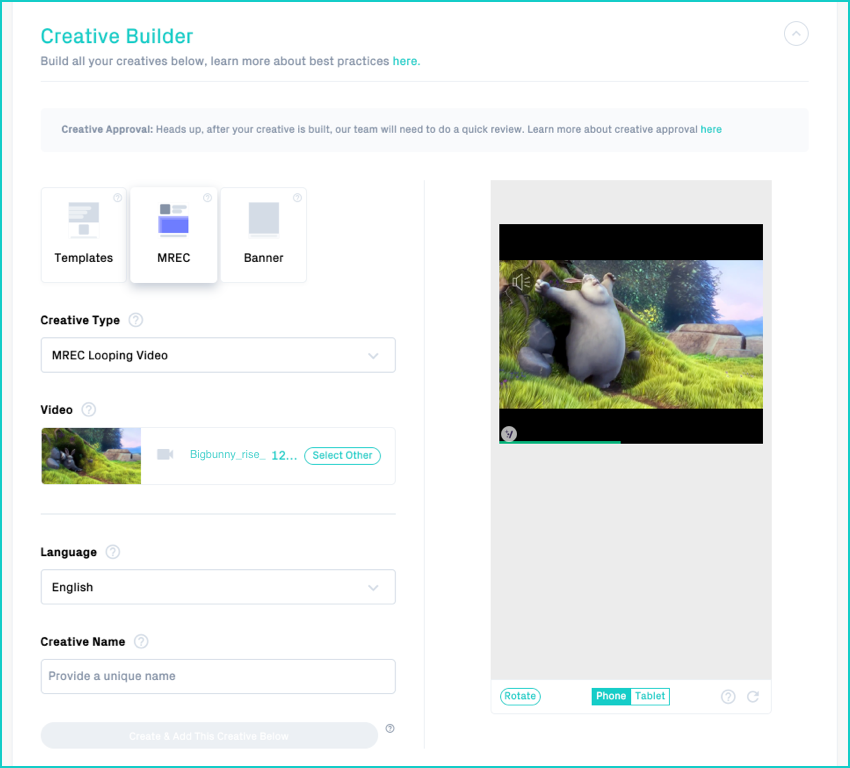 Creative Builder
Build all your creatives below, learn more about best practices here.
Creative Approval: Heads up, after your creative is built, our team will need to do a quick review. Learn more about creative approval here
Templates
MREC
Banner
Creative Type
MREC Looping Video
Video
Bigbunny_rise_ 12... Select Other
Language
English
Creative Name
Provide a unique name
Create & Add This Creative Below
Rotate
Phone Tablet